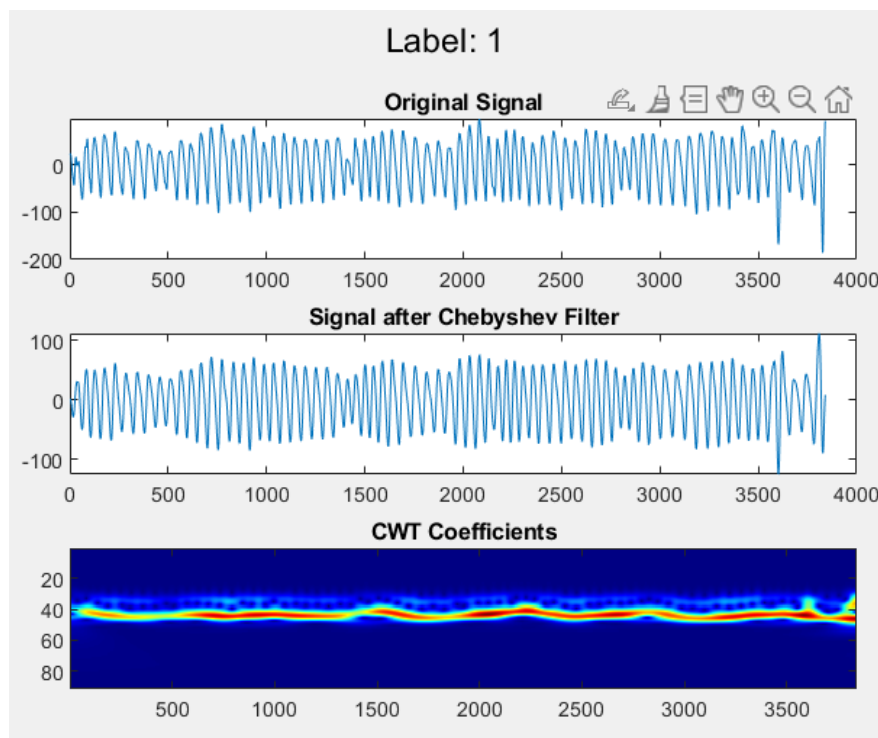 Label: 1
Original Signal
0
-100
-200
0 500 1000 1500 2000 2500 3000 3500 4000
Signal after Chebyshev Filter
100
0
-100
0 500 1000 1500 2000 2500 3000 3500 4000
CWT Coefficients
20
40
60
80
500 1000 1500 2000 2500 3000 3500